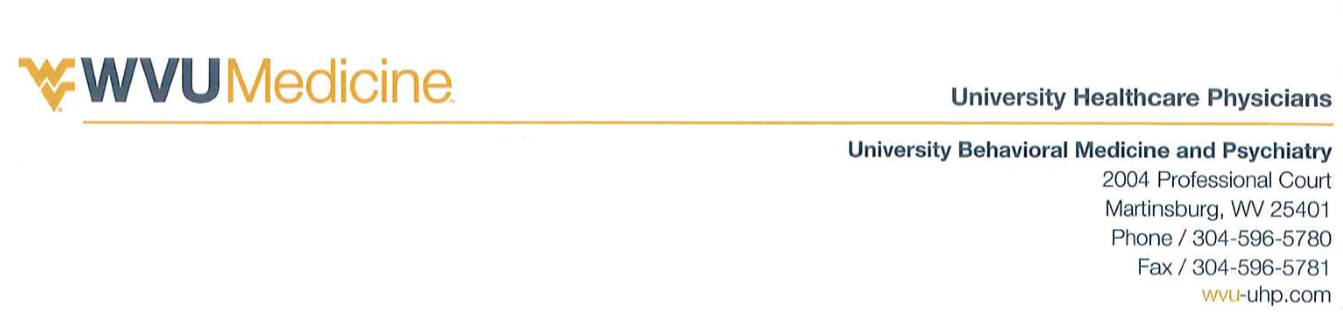 WVUMedicine
University Healthcare Physicians
University Behavioral Medicine and Psychiatry
2004 Professional Court
Martinsburg, WV 25401
Phone / 304-596-5780
Fax / 304-596-5781
wvu-uhp.com